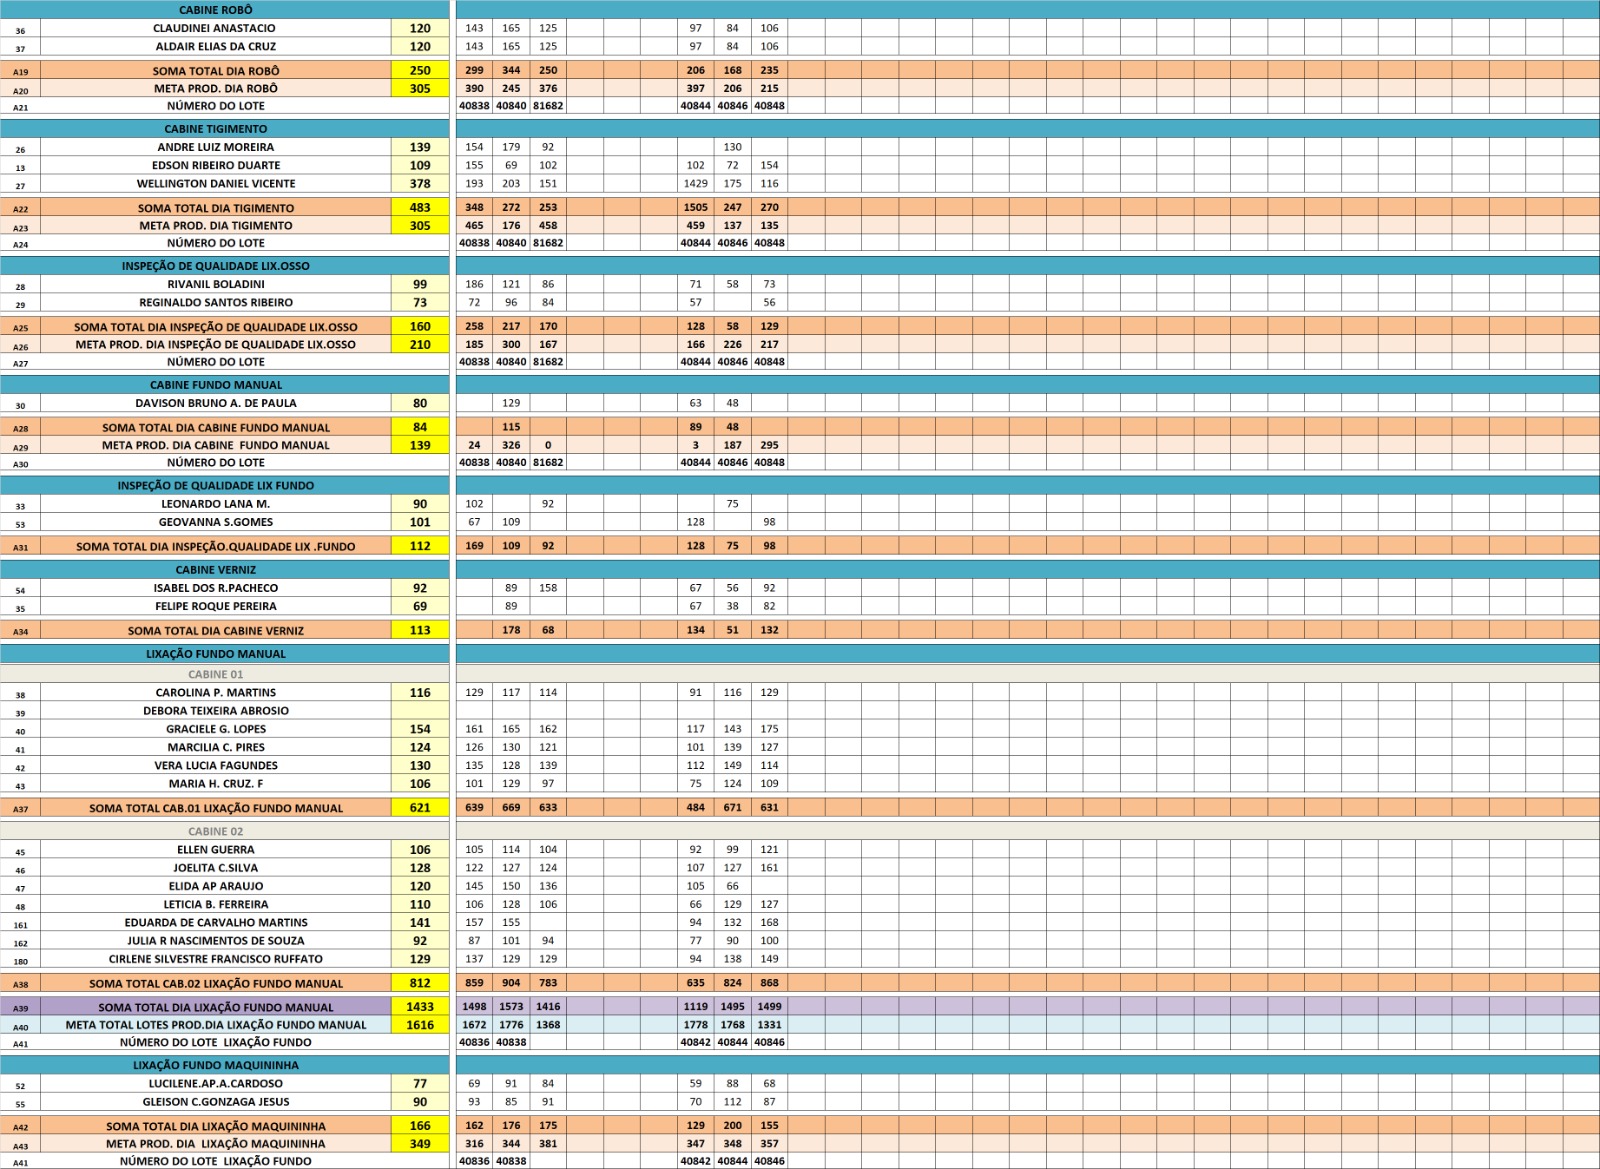 CABINE ROBÔ
36 CLAUDINEI ANASTACIO 120 143 165 125 97 84 106
37 ALDAIR ELIAS DA CRUZ 120 143 165 125 97 84 106
A19 SOMA TOTAL DIA ROBÔ 250 299 344 250 206 168 235
A20 META PROD. DIA ROBÔ 305 390 245 376 397 206 215
A21 NÚMERO DO LOTE 40838 40840 81682 40844 40846 40848
CABINE TIGIMENTO
26 ANDRE LUIZ MOREIRA 139 154 179 92 130
13 EDSON RIBEIRO DUARTE 109 155 69 102 102 72 154
27 WELLINGTON DANIEL VICENTE 378 193 203 151 1429 175 116
A22 SOMA TOTAL DIA TIGIMENTO 483 348 272 253 1505 247 270
A23 META PROD. DIA TIGIMENTO 305 465 176 458 459 137 135
A24 NÚMERO DO LOTE 40838 40840 81682 40844 40846 40848
INSPEÇÃO DE QUALIDADE LIX.OSSO
28 RIVANIL BOLADINI 99 186 121 86 71 58 73
29 REGINALDO SANTOS RIBEIRO 73 72 96 84 57 56
A25 SOMA TOTAL DIA INSPEÇÃO DE QUALIDADE LIX.OSSO 160 258 217 170 128 58 129
A26 META PROD. DIA INSPEÇÃO DE QUALIDADE LIX.OSSO 210 185 300 167 166 226 217
A27 NÚMERO DO LOTE 40838 40840 81682 40844 40846 40848
CABINE FUNDO MANUAL
30 DAVISON BRUNO A. DE PAULA 80 129 63 48
A28 SOMA TOTAL DIA CABINE FUNDO MANUAL 84 115 89 48
A29 META PROD. DIA CABINE FUNDO MANUAL 139 24 326 0 3 187 295
A30 NÚMERO DO LOTE 40838 40840 81682 40844 40846 40848
INSPEÇÃO DE QUALIDADE LIX FUNDO
33 LEONARDO LANA M. 90 102 92 75
53 GEOVANNA S.GOMES 101 67 109 128 98
A31 SOMA TOTAL DIA INSPEÇÃO.QUALIDADE LIX .FUNDO 112 169 109 92 128 75 98
CABINE VERNIZ
54 ISABEL DOS R.PACHECO 92 89 158 67 56 92
35 FELIPE ROQUE PEREIRA 69 89 67 38 82
A34 SOMA TOTAL DIA CABINE VERNIZ 113 178 68 134 51 132
LIXAÇÃO FUNDO MANUAL
CABINE 01
38 CAROLINA P. MARTINS 116 129 117 114 91 116 129
39 DEBORA TEIXEIRA ABROSIO
40 GRACIELE G. LOPES 154 161 165 162 117 143 175
41 MARCILIA C. PIRES 124 126 130 121 101 139 127
42 VERA LUCIA FAGUNDES 130 135 128 139 112 149 114
43 MARIA H. CRUZ. F 106 101 129 97 75 124 109
A37 SOMA TOTAL CAB.01 LIXAÇÃO FUNDO MANUAL 621 639 669 633 484 671 631
CABINE 02
45 ELLEN GUERRA 106 105 114 104 92 99 121
46 JOELITA C.SILVA 128 122 127 124 107 127 161
47 ELIDA AP ARAUJO 120 145 150 136 105 66
48 LETICIA B. FERREIRA 110 106 128 106 66 129 127
161 EDUARDA DE CARVALHO MARTINS 141 157 155 94 132 168
162 JULIA R NASCIMENTOS DE SOUZA 92 87 101 94 77 90 100
180 CIRLENE SILVESTRE FRANCISCO RUFFATO 129 137 129 129 94 138 149
A38 SOMA TOTAL CAB.02 LIXAÇÃO FUNDO MANUAL 812 859 904 783 635 824 868
A39 SOMA TOTAL DIA LIXAÇÃO FUNDO MANUAL 1433 1498 1573 1416 1119 1495 1499
A40 META TOTAL LOTES PROD.DIA LIXAÇÃO FUNDO MANUAL 1616 1672 1776 1368 1778 1768 1331
A41 NÚMERO DO LOTE LIXAÇÃO FUNDO 40836 40838 40842 40844 40846
LIXAÇÃO FUNDO MAQUININHA
52 LUCILENE.AP.A.CARDOSO 77 69 91 84 59 88 68
55 GLEISON C.GONZAGA JESUS 90 93 85 91 70 112 87
A42 SOMA TOTAL DIA LIXAÇÃO MAQUININHA 166 162 176 175 129 200 155
A43 META PROD. DIA LIXAÇÃO MAQUININHA 349 316 344 381 347 348 357
A41 NÚMERO DO LOTE LIXAÇÃO FUNDO 40836 40838 40842 40844 40846